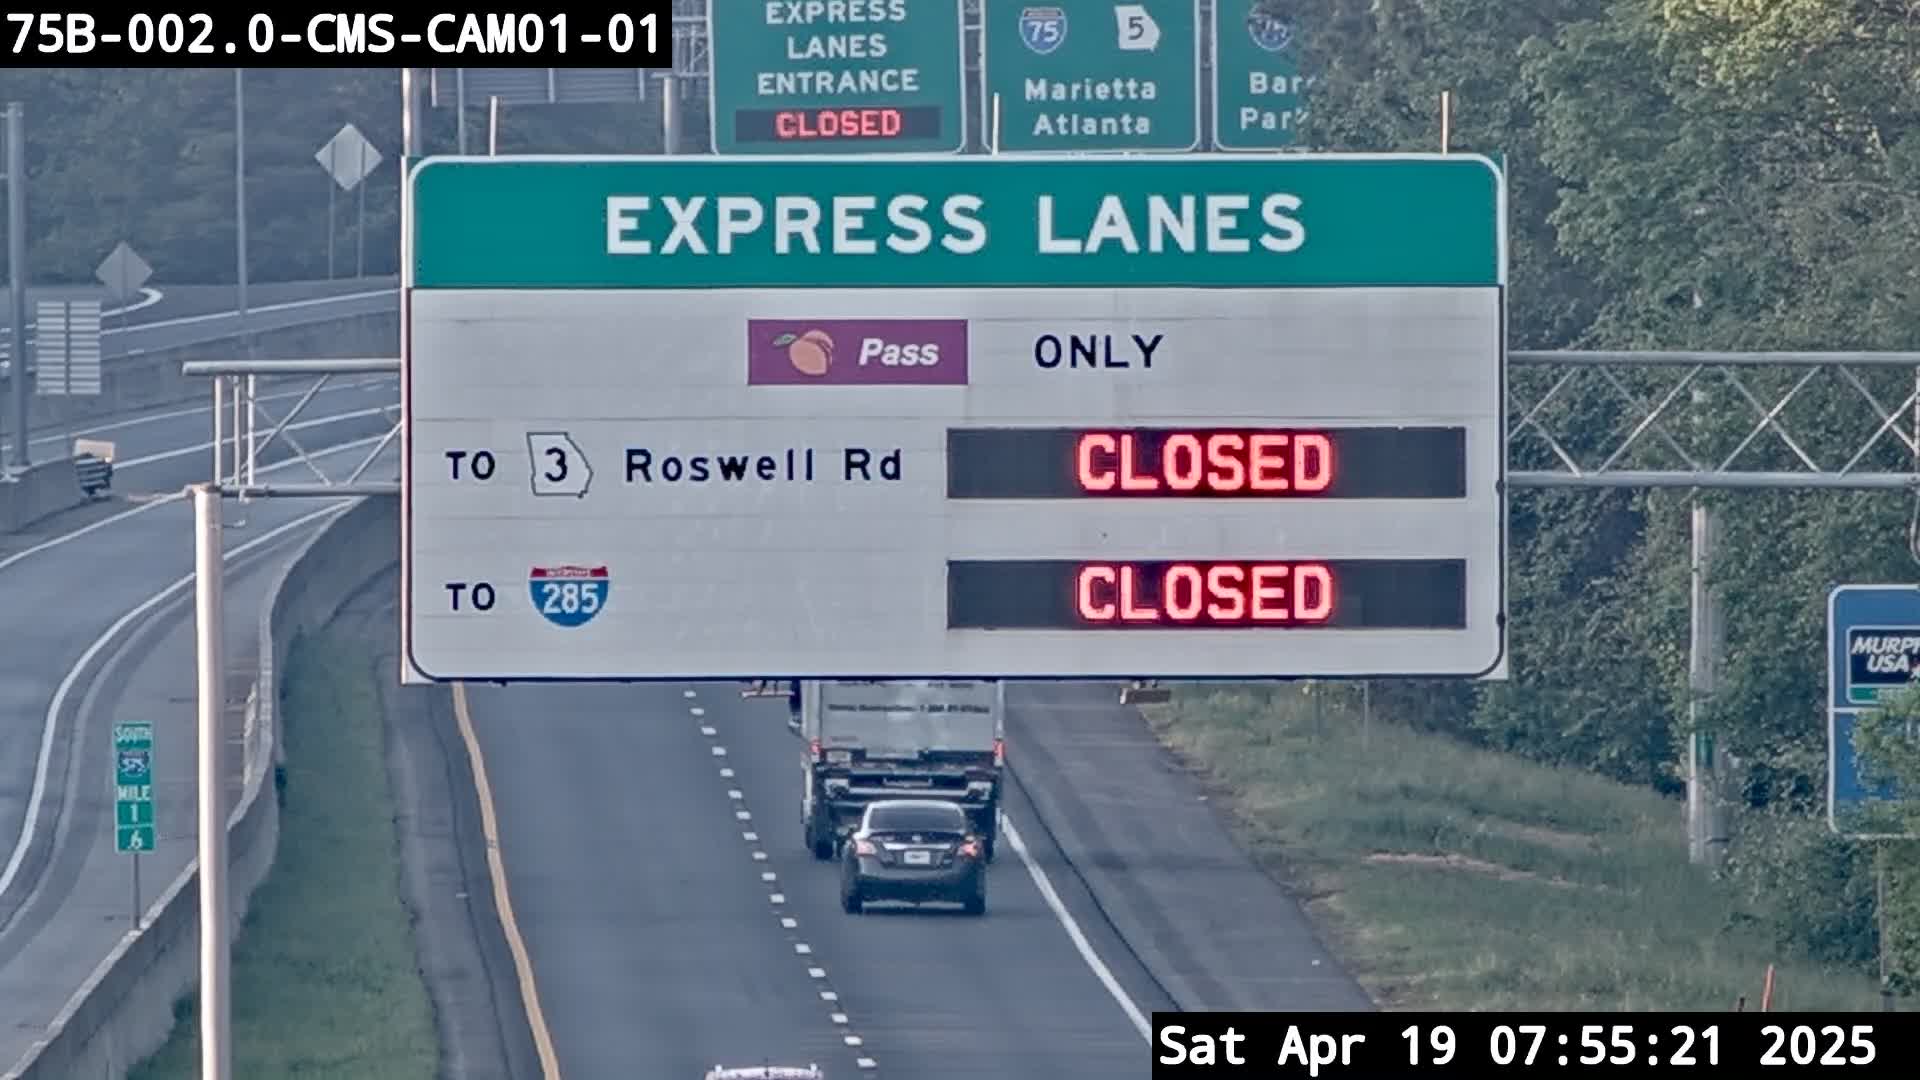 75B-002.0-CMS-CAM01-01
EXPRESS
LANES
ENTRANCE
CLOSED
75
5
Marietta
Atlanta
EXPRESS LANES
Pass ONLY
TO 3 Roswell Rd CLOSED
TO INTERSTATE 285 CLOSED
SOUTH
575
MILE
1
.6
USA
Sat Apr 19 07:55:21 2025